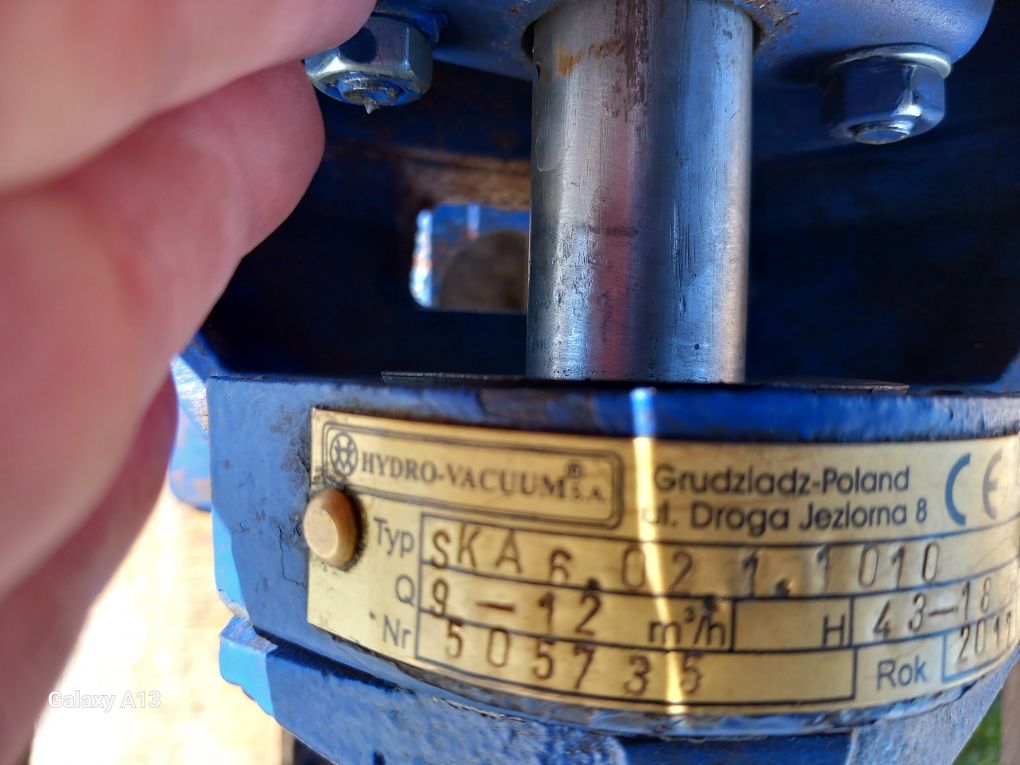 HYDRO-VACUUM® S.A.
Grudziadz-Poland
ul. Droga Jeziorna 8
CE
Typ SKA 6.02.1.1010
Q 9-12 m³/h H 43-18
Nr 505735 Rok
Galaxy A13